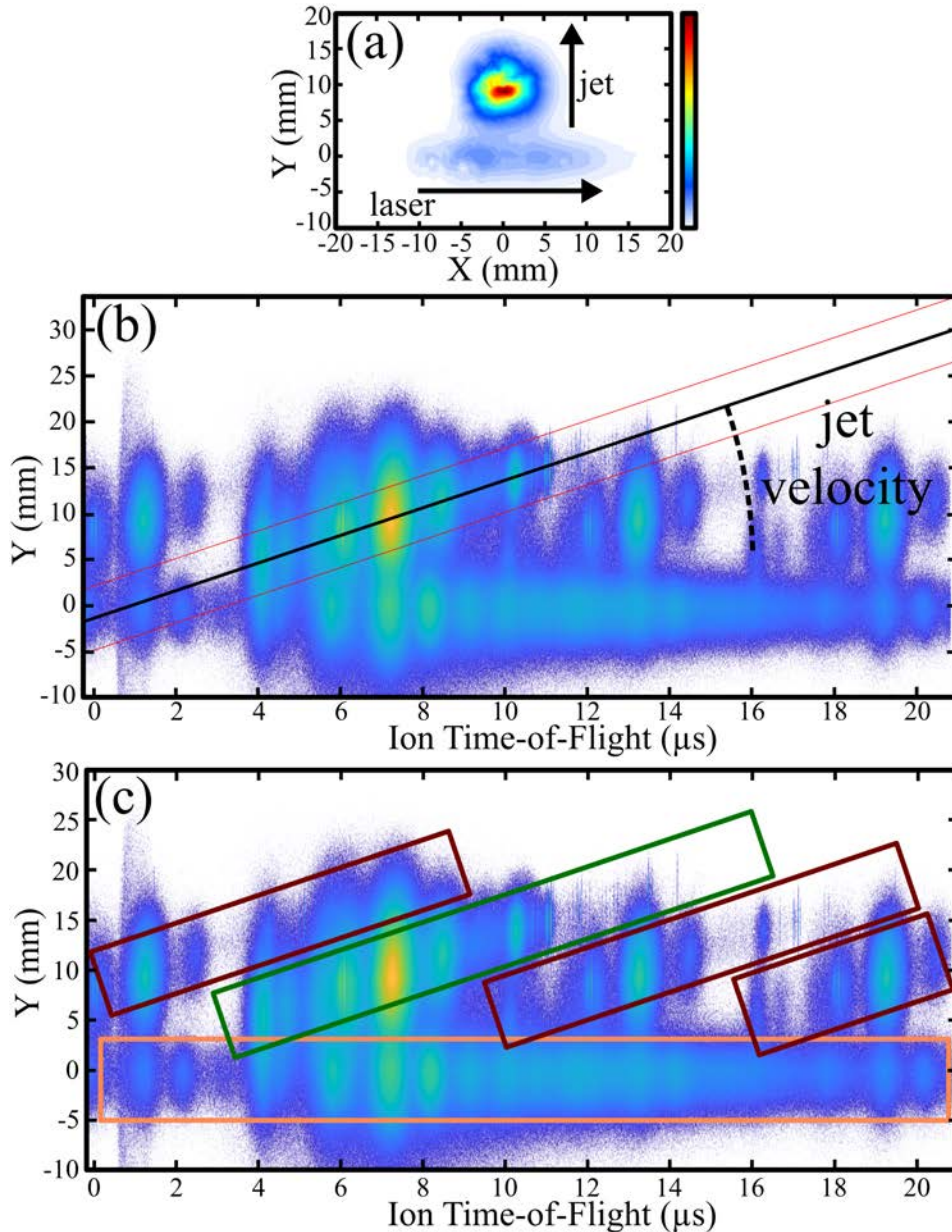 (a)
20
15
10
5
0
-5
-10
Y (mm)
jet
laser
-20 -15 -10 -5 0 5 10 15 20
X (mm)
(b)
30
25
20
15
10
5
0
-5
-10
Y (mm)
jet
velocity
0 2 4 6 8 10 12 14 16 18 20
Ion Time-of-Flight (μs)
(c)
30
25
20
15
10
5
0
-5
-10
Y (mm)
0 2 4 6 8 10 12 14 16 18 20
Ion Time-of-Flight (μs)